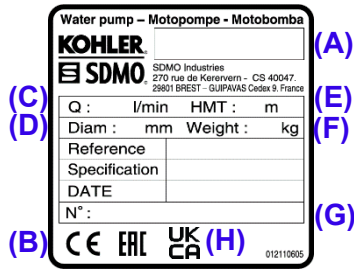 Water pump – Motopompe - Motobomba
KOHLER. (A)
SDMO. SDMO Industries
270 rue de Kerervern - CS 40047.
29801 BREST – GUIPAVAS Cedex 9. France
(C) Q : l/min HMT : m (E)
(D) Diam : mm Weight : kg (F)
Reference
Specification
DATE
N° : (G)
(B) CE EAC UK CA (H) 012110605